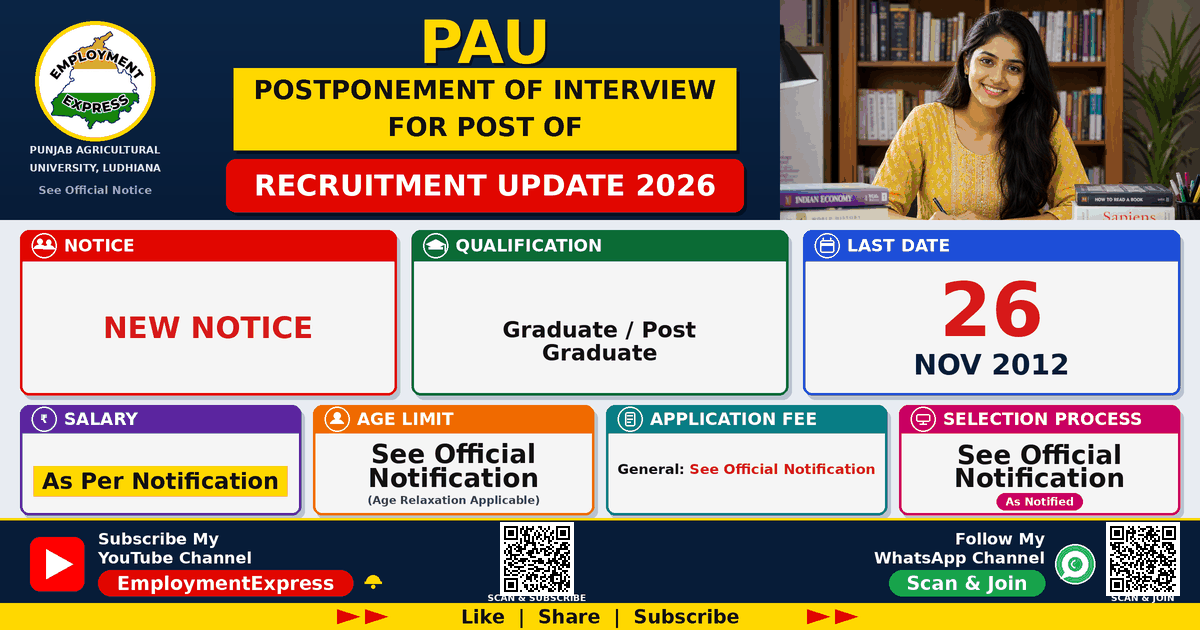 EMPLOYMENT
EXPRESS
PUNJAB AGRICULTURAL
UNIVERSITY, LUDHIANA
See Official Notice
PAU
POSTPONEMENT OF INTERVIEW
FOR POST OF
RECRUITMENT UPDATE 2026
INDIAN ECONOMY
WORLD HISTORY
HOW TO READ A BOOK
Sapiens
NOTICE
NEW NOTICE
QUALIFICATION
Graduate / Post
Graduate
LAST DATE
26
NOV 2012
₹ SALARY
As Per Notification
AGE LIMIT
See Official
Notification
(Age Relaxation Applicable)
APPLICATION FEE
General: See Official Notification
SELECTION PROCESS
See Official
Notification
As Notified
Subscribe My
YouTube Channel
EmploymentExpress
SCAN & SUBSCRIBE
Follow My
WhatsApp Channel
Scan & Join
SCAN & JOIN
Like | Share | Subscribe